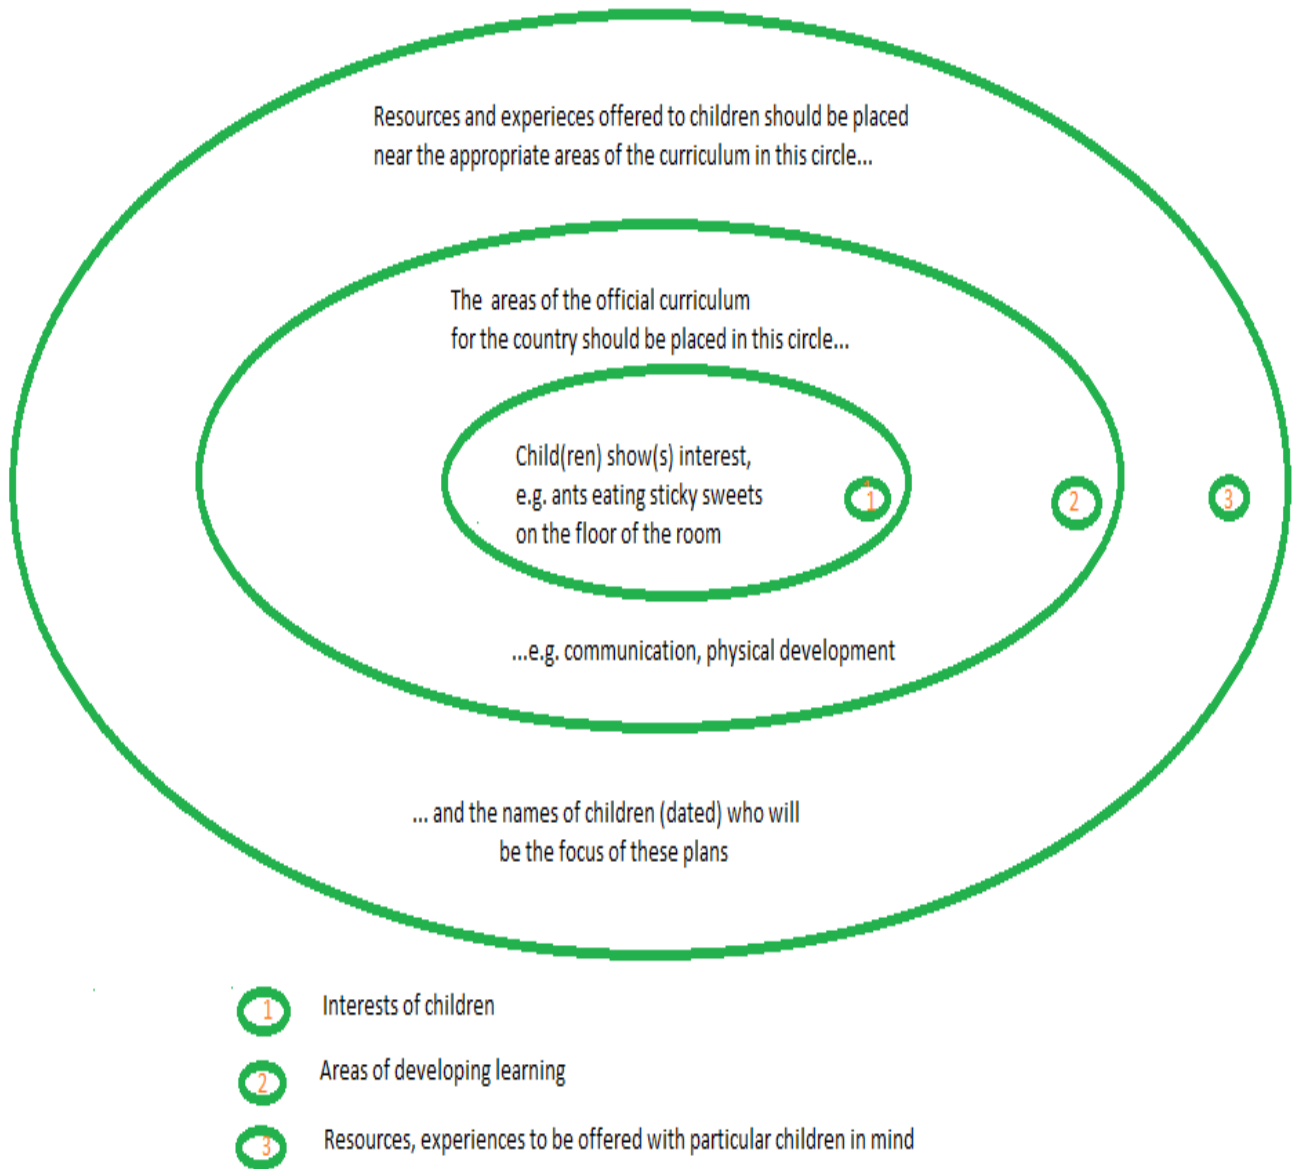 Resources and experieces offered to children should be placed
near the appropriate areas of the curriculum in this circle...
The areas of the official curriculum
for the country should be placed in this circle...
Child(ren) show(s) interest,
e.g. ants eating sticky sweets
on the floor of the room
1
2
3
...e.g. communication, physical development
... and the names of children (dated) who will
be the focus of these plans
1 Interests of children
2 Areas of developing learning
3 Resources, experiences to be offered with particular children in mind